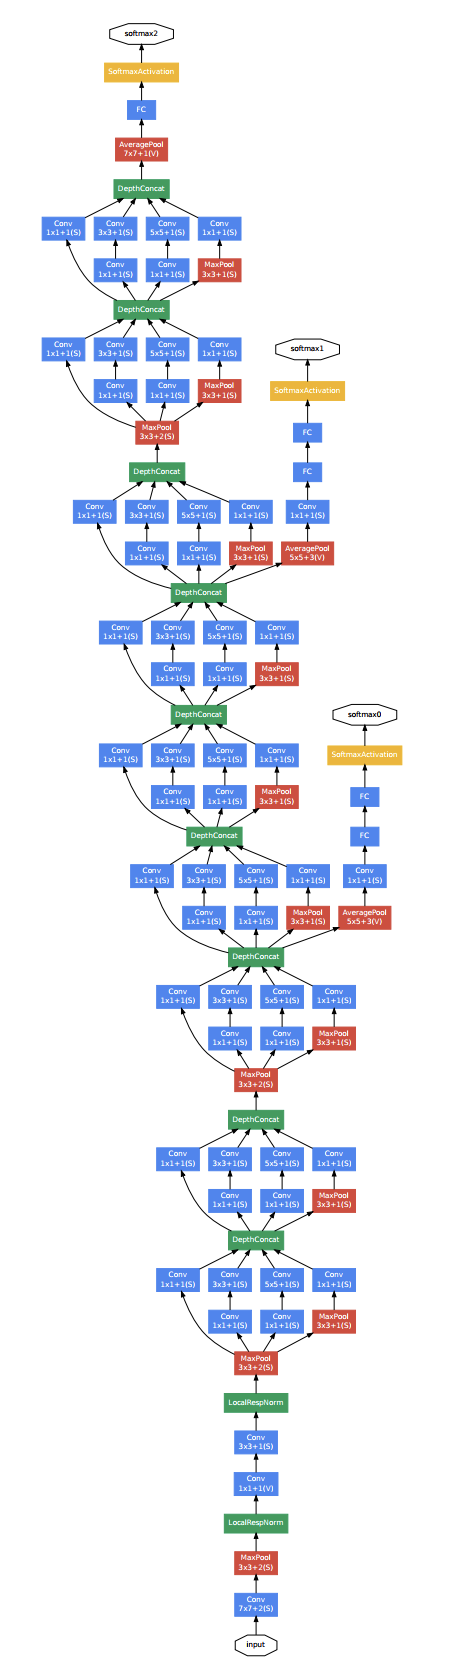 softmax2
SoftmaxActivation
FC
AveragePool
7x7+1(V)
DepthConcat
Conv Conv Conv Conv
1x1+1(S) 3x3+1(S) 5x5+1(S) 1x1+1(S)
Conv Conv MaxPool
1x1+1(S) 1x1+1(S) 3x3+1(S)
DepthConcat
Conv Conv Conv Conv
1x1+1(S) 3x3+1(S) 5x5+1(S) 1x1+1(S)
softmax1
Conv Conv MaxPool
1x1+1(S) 1x1+1(S) 3x3+1(S)
SoftmaxActivation
MaxPool
3x3+2(S)
FC
DepthConcat
FC
Conv Conv Conv Conv Conv
1x1+1(S) 3x3+1(S) 5x5+1(S) 1x1+1(S) 1x1+1(S)
Conv Conv MaxPool AveragePool
1x1+1(S) 1x1+1(S) 3x3+1(S) 5x5+3(V)
DepthConcat
Conv Conv Conv Conv
1x1+1(S) 3x3+1(S) 5x5+1(S) 1x1+1(S)
Conv Conv MaxPool
1x1+1(S) 1x1+1(S) 3x3+1(S)
DepthConcat
softmax0
Conv Conv Conv Conv
1x1+1(S) 3x3+1(S) 5x5+1(S) 1x1+1(S)
SoftmaxActivation
Conv Conv MaxPool
1x1+1(S) 1x1+1(S) 3x3+1(S)
FC
DepthConcat
FC
Conv Conv Conv Conv Conv
1x1+1(S) 3x3+1(S) 5x5+1(S) 1x1+1(S) 1x1+1(S)
Conv Conv MaxPool AveragePool
1x1+1(S) 1x1+1(S) 3x3+1(S) 5x5+3(V)
DepthConcat
Conv Conv Conv Conv
1x1+1(S) 3x3+1(S) 5x5+1(S) 1x1+1(S)
Conv Conv MaxPool
1x1+1(S) 1x1+1(S) 3x3+1(S)
MaxPool
3x3+2(S)
DepthConcat
Conv Conv Conv Conv
1x1+1(S) 3x3+1(S) 5x5+1(S) 1x1+1(S)
Conv Conv MaxPool
1x1+1(S) 1x1+1(S) 3x3+1(S)
DepthConcat
Conv Conv Conv Conv
1x1+1(S) 3x3+1(S) 5x5+1(S) 1x1+1(S)
Conv Conv MaxPool
1x1+1(S) 1x1+1(S) 3x3+1(S)
MaxPool
3x3+2(S)
LocalRespNorm
Conv
3x3+1(S)
Conv
1x1+1(V)
LocalRespNorm
MaxPool
3x3+2(S)
Conv
7x7+2(S)
input